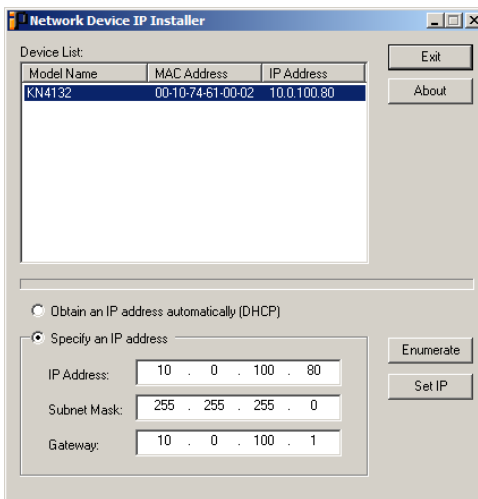 Network Device IP Installer
Device List:
Model Name MAC Address IP Address
KN4132 00-10-74-61-00-02 10.0.100.80
Exit
About
Obtain an IP address automatically (DHCP)
Specify an IP address
IP Address: 10 . 0 . 100 . 80
Subnet Mask: 255 . 255 . 255 . 0
Gateway: 10 . 0 . 100 . 1
Enumerate
Set IP